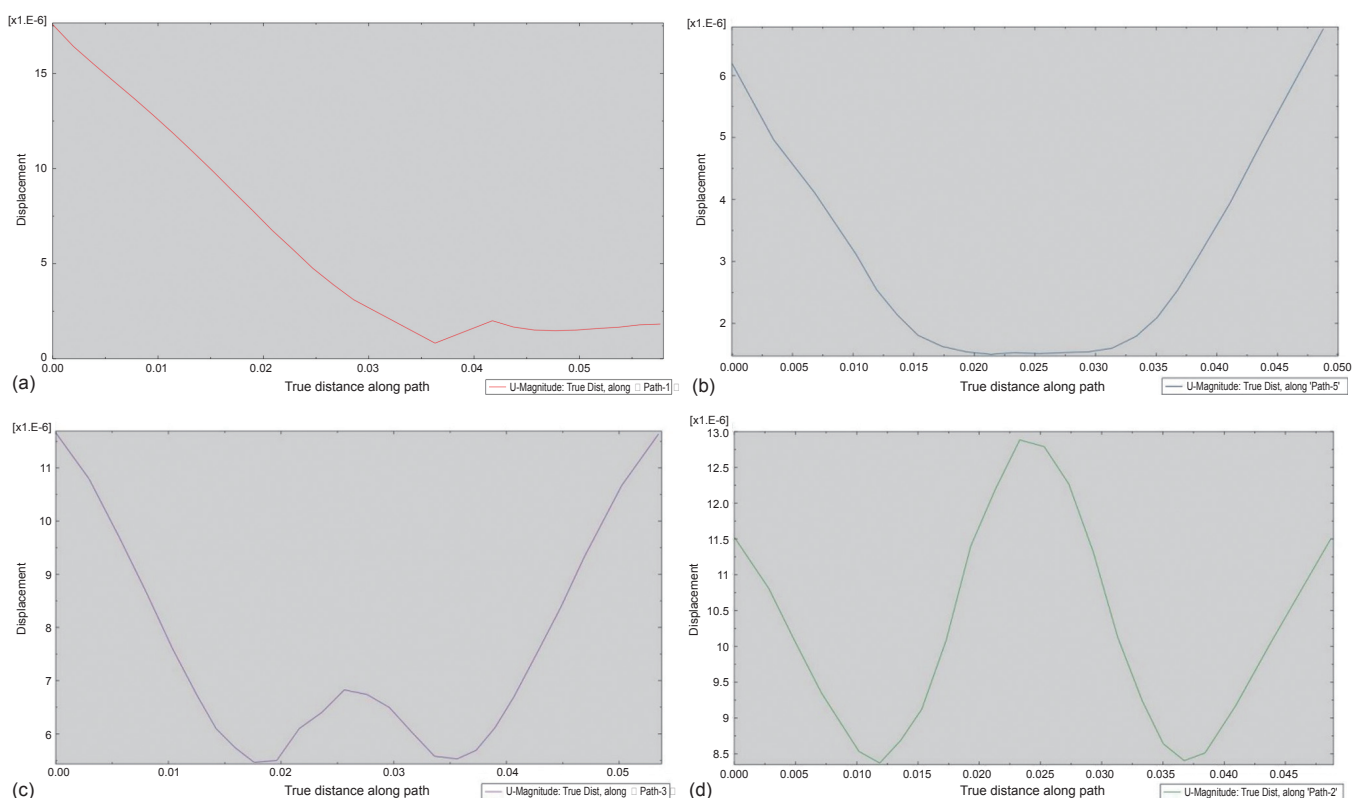 [x1.E-6]
15
10
5
0
Displacement
0.00 0.01 0.02 0.03 0.04 0.05
True distance along path
U-Magnitude: True Dist, along □ Path-1 □
(a)
[x1.E-6]
6
5
4
3
2
Displacement
0.000 0.005 0.010 0.015 0.020 0.025 0.030 0.035 0.040 0.045 0.050
True distance along path
U-Magnitude: True Dist, along 'Path-5'
(b)
[x1.E-6]
11
10
9
8
7
6
Displacement
0.00 0.01 0.02 0.03 0.04 0.05
True distance along path
U-Magnitude: True Dist, along □ Path-3 □
(c)
[x1.E-6]
13.0
12.5
12.0
11.5
11.0
10.5
10.0
9.5
9.0
8.5
Displacement
0.000 0.005 0.010 0.015 0.020 0.025 0.030 0.035 0.040 0.045
True distance along path
U-Magnitude: True Dist, along 'Path-2'
(d)